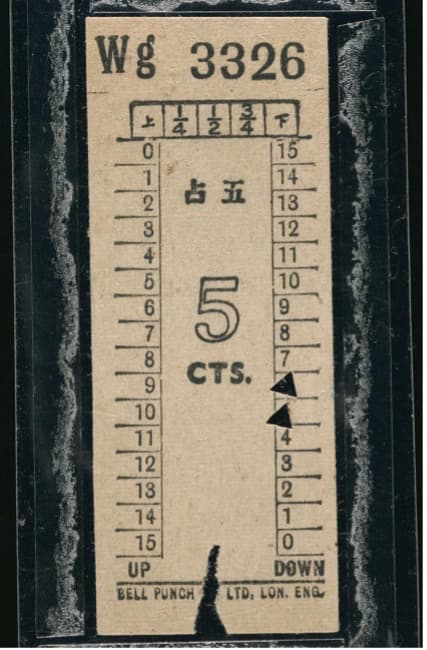 Wg 3326
上 1/4 1/2 3/4 下
0 15
1 14
2 占 五 13
3 12
4 11
5 10
6 5 9
7 8
8 7
9 CTS.
10
11 4
12 3
13 2
14 1
15 0
UP DOWN
BELL PUNCH LTD, LON. ENG.